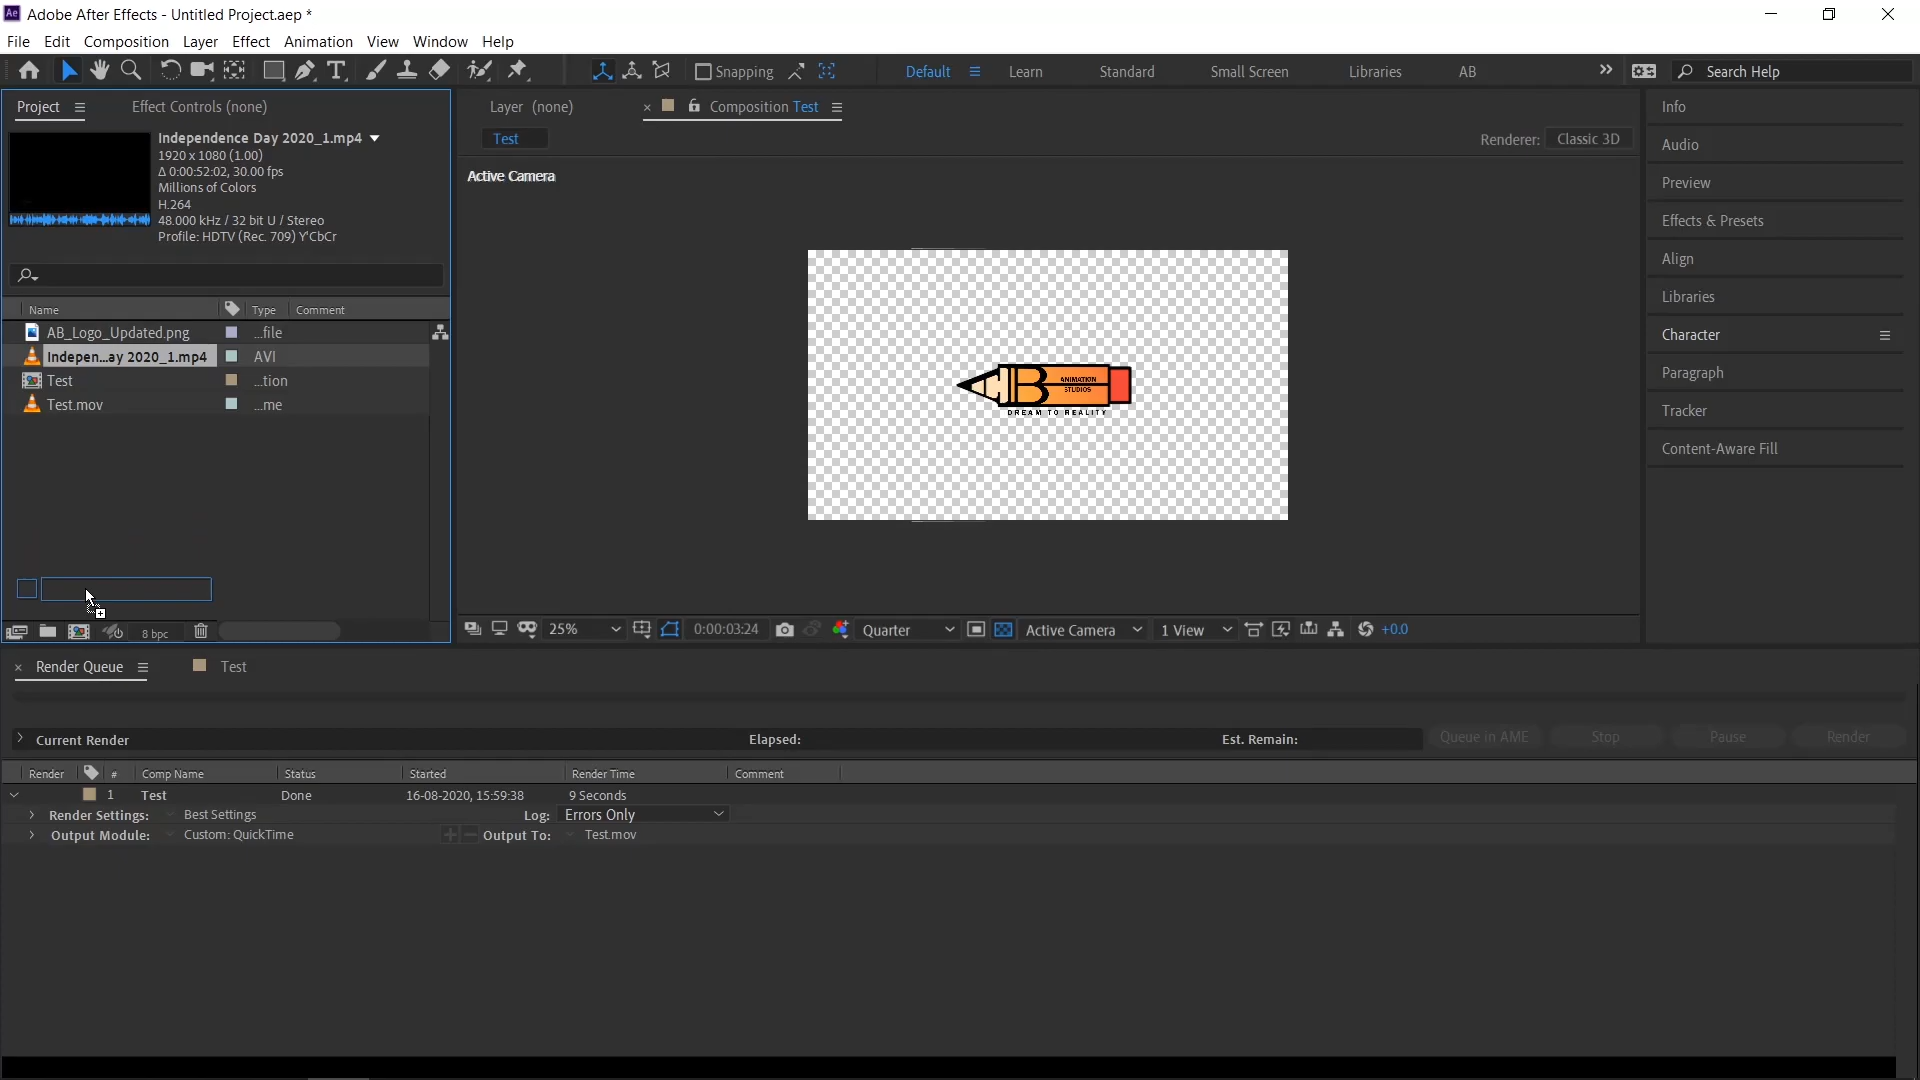 Ae Adobe After Effects - Untitled Project.aep *
File Edit Composition Layer Effect Animation View Window Help
Snapping Default Learn Standard Small Screen Libraries AB Search Help
Project Effect Controls (none)
Independence Day 2020_1.mp4
1920 x 1080 (1.00)
Δ 0:00:52:02, 30.00 fps
Millions of Colors
H.264
48.000 kHz / 32 bit U / Stereo
Profile: HDTV (Rec. 709) Y'CbCr
Name Type Comment
AB_Logo_Updated.png ...file
Indepen...ay 2020_1.mp4 AVI
Test ...tion
Test.mov ...me
8 bpc
Layer (none) × Composition Test
Test
Renderer: Classic 3D
Active Camera
ANIMATION
STUDIOS
DREAM TO REALITY
25% 0:00:03:24 Quarter Active Camera 1 View +0.0
Info
Audio
Preview
Effects & Presets
Align
Libraries
Character
Paragraph
Tracker
Content-Aware Fill
× Render Queue Test
Current Render Elapsed: Est. Remain: Queue in AME Stop Pause Render
Render # Comp Name Status Started Render Time Comment
1 Test Done 16-08-2020, 15:59:38 9 Seconds
Render Settings: Best Settings Log: Errors Only
Output Module: Custom: QuickTime Output To: Test.mov